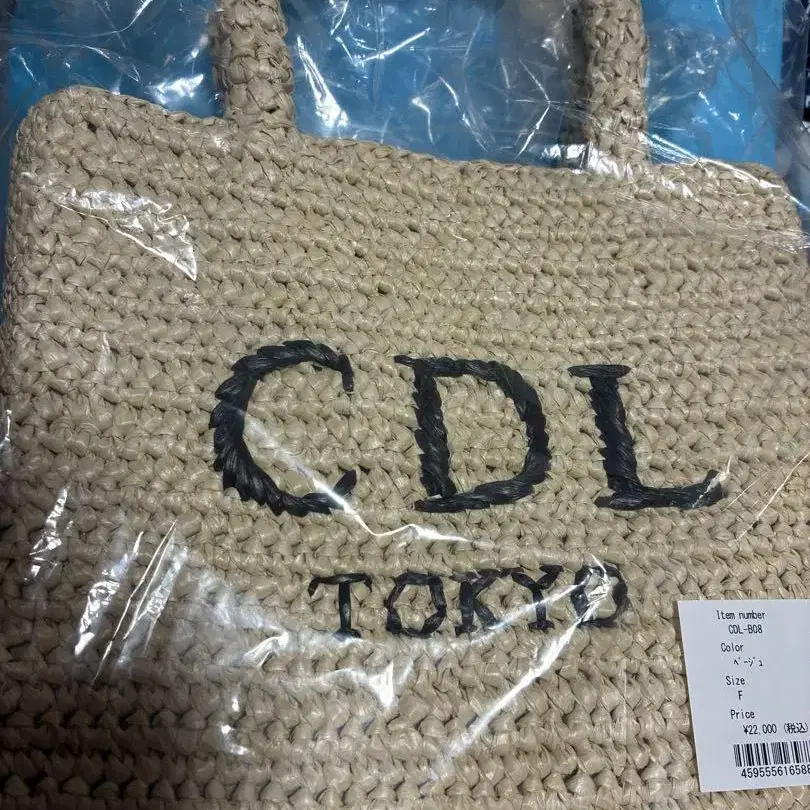 CDL
TOKYO
Item number
CDL-B08
Color
ﾍﾞｰｼﾞｭ
Size
F
Price
¥22,000 (税込)